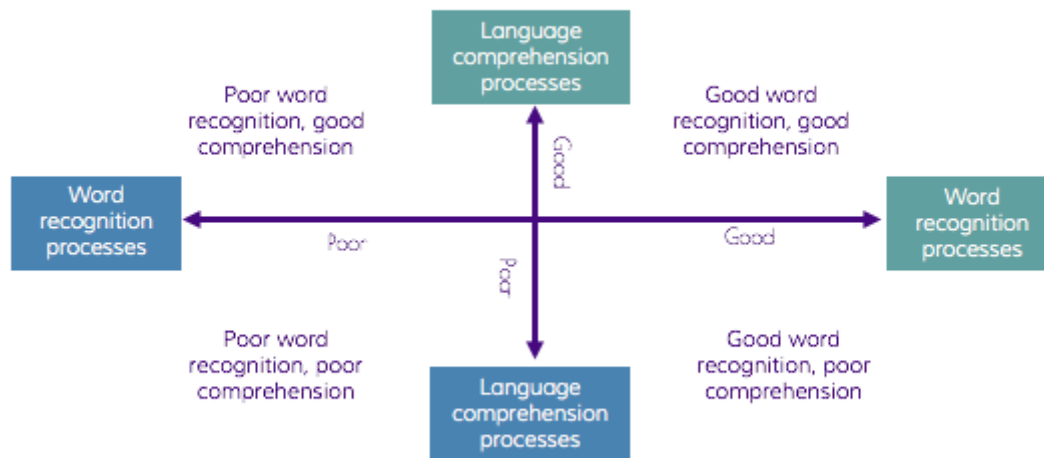 Language
comprehension
processes
Poor word
recognition, good
comprehension
Good word
recognition, good
comprehension
Good
Word
recognition
processes
Word
recognition
processes
Poor
Good
Poor
Poor word
recognition, poor
comprehension
Good word
recognition, poor
comprehension
Language
comprehension
processes